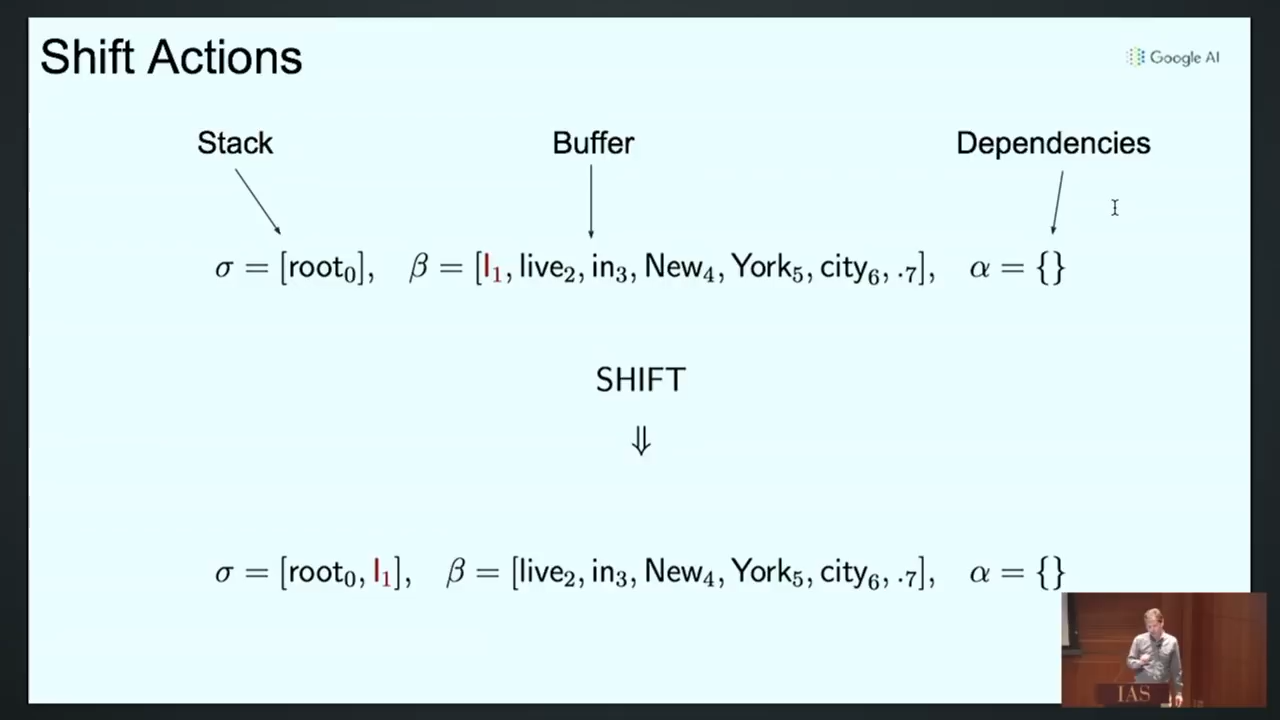 Shift Actions
Google AI
Stack Buffer Dependencies
σ = [root₀], β = [I₁, live₂, in₃, New₄, York₅, city₆, .₇], α = {}
SHIFT
⇓
σ = [root₀, I₁], β = [live₂, in₃, New₄, York₅, city₆, .₇], α = {}
IAS